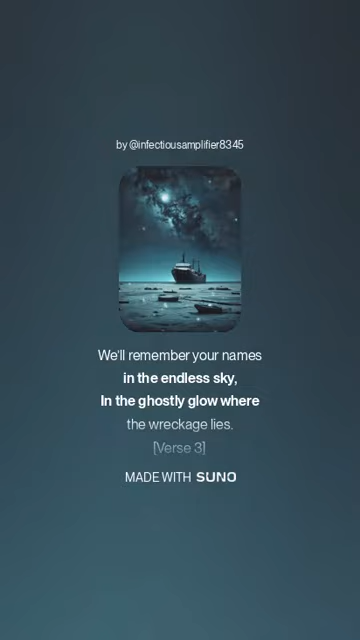 by @infectiousamplifier8345
We'll remember your names
in the endless sky,
In the ghostly glow where
the wreckage lies.
[Verse 3]
MADE WITH SUNO